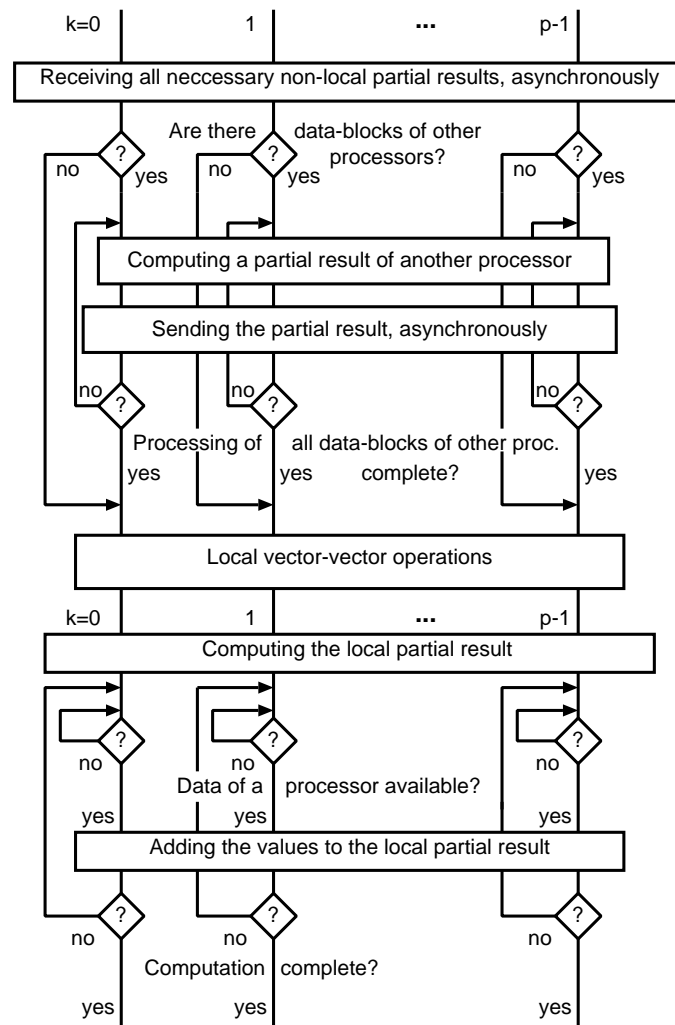 k=0 1 ... p-1
Receiving all neccessary non-local partial results, asynchronously
Are there data-blocks of other
processors?
? ? ?
no no no
yes yes yes
Computing a partial result of another processor
Sending the partial result, asynchronously
no no no
? ? ?
Processing of all data-blocks of other proc.
yes yes complete? yes
Local vector-vector operations
k=0 1 ... p-1
Computing the local partial result
? ? ?
no no no
Data of a processor available?
yes yes yes
Adding the values to the local partial result
? ? ?
no no no
Computation complete?
yes yes yes